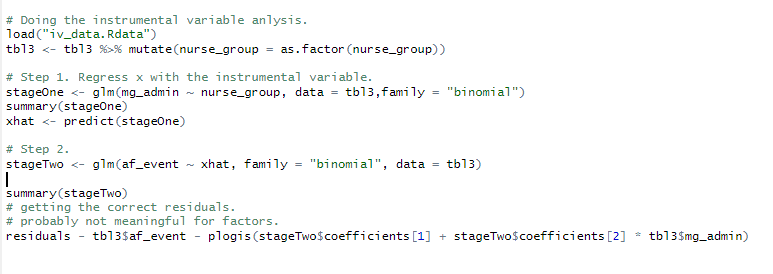 # Doing the instrumental variable anlysis.
load("iv_data.Rdata")
tbl3 <- tbl3 %>% mutate(nurse_group = as.factor(nurse_group))
# Step 1. Regress x with the instrumental variable.
stageOne <- glm(mg_admin ~ nurse_group, data = tbl3,family = "binomial")
summary(stageOne)
xhat <- predict(stageOne)
# Step 2.
stageTwo <- glm(af_event ~ xhat, family = "binomial", data = tbl3)
summary(stageTwo)
# getting the correct residuals.
# probably not meaningful for factors.
residuals - tbl3$af_event - plogis(stageTwo$coefficients[1] + stageTwo$coefficients[2] * tbl3$mg_admin)